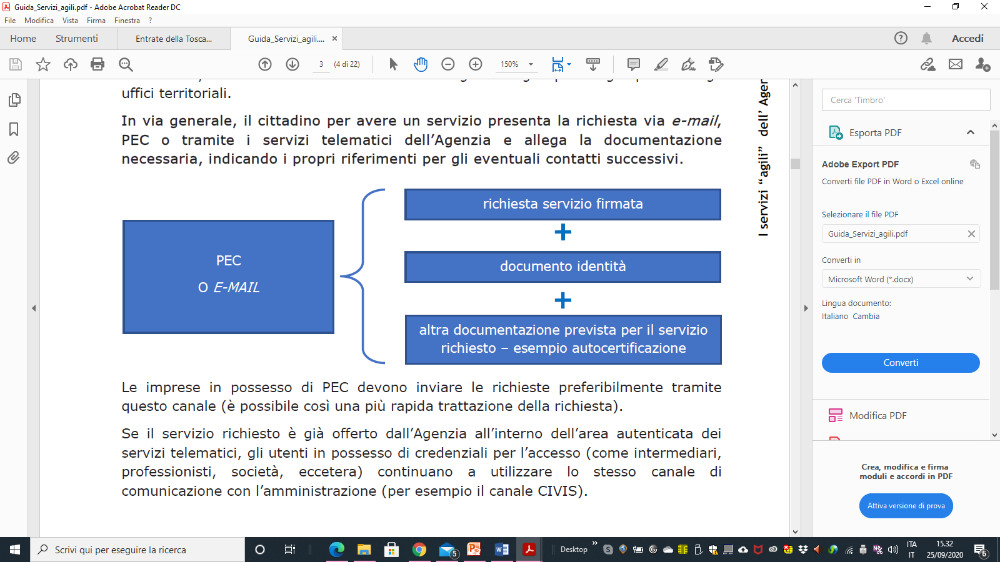 Guida_Servizi_agili.pdf - Adobe Acrobat Reader DC
File Modifica Vista Firma Finestra ?
Home Strumenti Entrate della Tosca... Guida_Servizi_agili.... × Accedi
3 (4 di 22) 150%
uffici territoriali.
In via generale, il cittadino per avere un servizio presenta la richiesta via e-mail,
PEC o tramite i servizi telematici dell’Agenzia e allega la documentazione
necessaria, indicando i propri riferimenti per gli eventuali contatti successivi.
PEC
O E-MAIL
richiesta servizio firmata
+
documento identità
+
altra documentazione prevista per il servizio
richiesto – esempio autocertificazione
Le imprese in possesso di PEC devono inviare le richieste preferibilmente tramite
questo canale (è possibile così una più rapida trattazione della richiesta).
Se il servizio richiesto è già offerto dall’Agenzia all’interno dell’area autenticata dei
servizi telematici, gli utenti in possesso di credenziali per l’accesso (come intermediari,
professionisti, società, eccetera) continuano a utilizzare lo stesso canale di
comunicazione con l’amministrazione (per esempio il canale CIVIS).
I servizi “agili” dell’ Agen
Cerca 'Timbro'
Esporta PDF
Adobe Export PDF
Converti file PDF in Word o Excel online
Selezionare il file PDF
Guida_Servizi_agili.pdf
Converti in
Microsoft Word (*.docx)
Lingua documento:
Italiano Cambia
Converti
Modifica PDF
Crea, modifica e firma
moduli e accordi in PDF
Attiva versione di prova
Scrivi qui per eseguire la ricerca
5
Desktop »
ITA
IT
15.32
25/09/2020
6